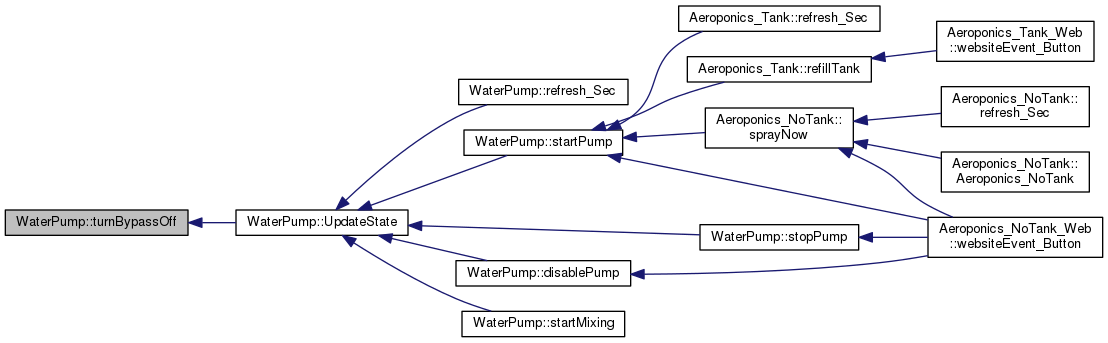 Aeroponics_Tank::refresh_Sec
Aeroponics_Tank_Web
::websiteEvent_Button
Aeroponics_Tank::refillTank
WaterPump::refresh_Sec
Aeroponics_NoTank::
refresh_Sec
Aeroponics_NoTank::
sprayNow
WaterPump::startPump
Aeroponics_NoTank::
Aeroponics_NoTank
WaterPump::turnBypassOff
WaterPump::UpdateState
WaterPump::stopPump
Aeroponics_NoTank_Web
::websiteEvent_Button
WaterPump::disablePump
WaterPump::startMixing